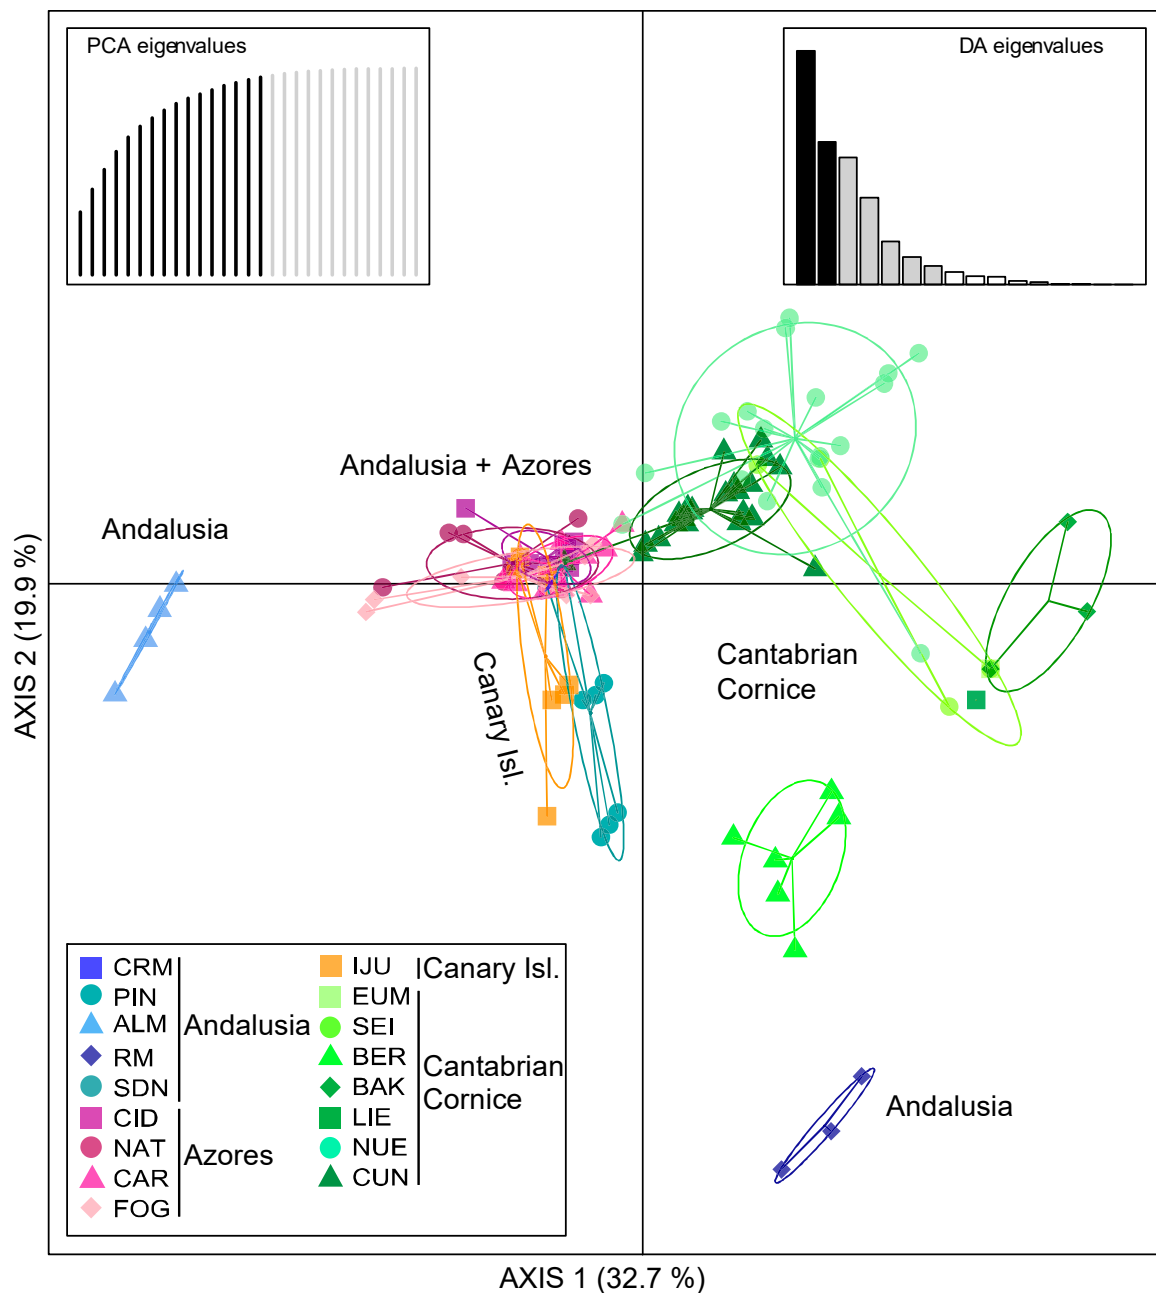 PCA eigenvalues
DA eigenvalues
Andalusia + Azores
Andalusia
AXIS 2 (19.9 %)
Canary Isl.
Cantabrian
Cornice
Andalusia
CRM
PIN
ALM
RM
SDN
Andalusia
CID
NAT
CAR
FOG
Azores
IJU
Canary Isl.
EUM
SEI
BER
BAK
LIE
NUE
CUN
Cantabrian
Cornice
AXIS 1 (32.7 %)